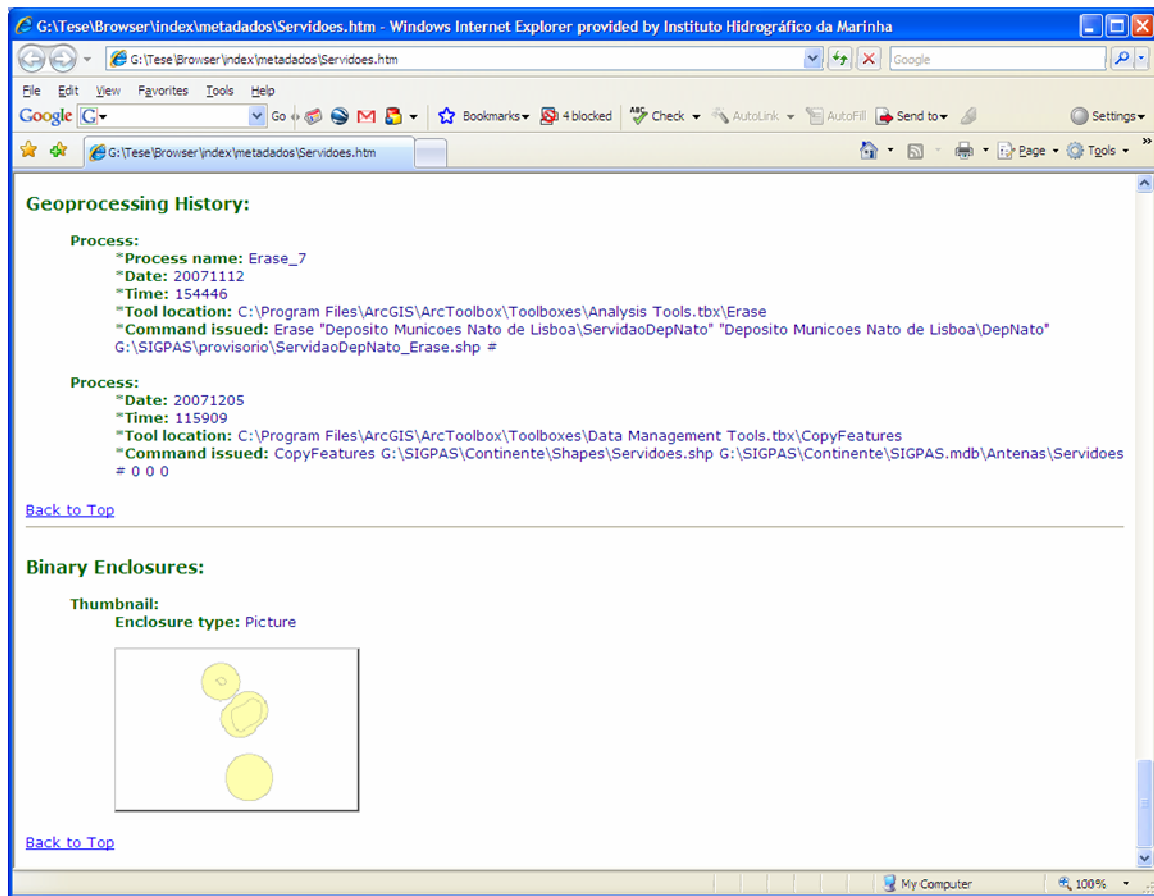 G:\Tese\Browser\index\metadados\Servidoes.htm - Windows Internet Explorer provided by Instituto Hidrográfico da Marinha
G:\Tese\Browser\index\metadados\Servidoes.htm
Google
File Edit View Favorites Tools Help
Google G Go Bookmarks 4 blocked ABC Check AutoLink AutoFill Send to Settings
G:\Tese\Browser\index\metadados\Servidoes.htm Page Tools »
Geoprocessing History:
Process:
*Process name: Erase_7
*Date: 20071112
*Time: 154446
*Tool location: C:\Program Files\ArcGIS\ArcToolbox\Toolboxes\Analysis Tools.tbx\Erase
*Command issued: Erase "Deposito Municoes Nato de Lisboa\ServidaoDepNato" "Deposito Municoes Nato de Lisboa\DepNato"
G:\SIGPAS\provisorio\ServidaoDepNato_Erase.shp #
Process:
*Date: 20071205
*Time: 115909
*Tool location: C:\Program Files\ArcGIS\ArcToolbox\Toolboxes\Data Management Tools.tbx\CopyFeatures
*Command issued: CopyFeatures G:\SIGPAS\Continente\Shapes\Servidoes.shp G:\SIGPAS\Continente\SIGPAS.mdb\Antenas\Servidoes
# 0 0 0
Back to Top
Binary Enclosures:
Thumbnail:
Enclosure type: Picture
Back to Top
My Computer 100%